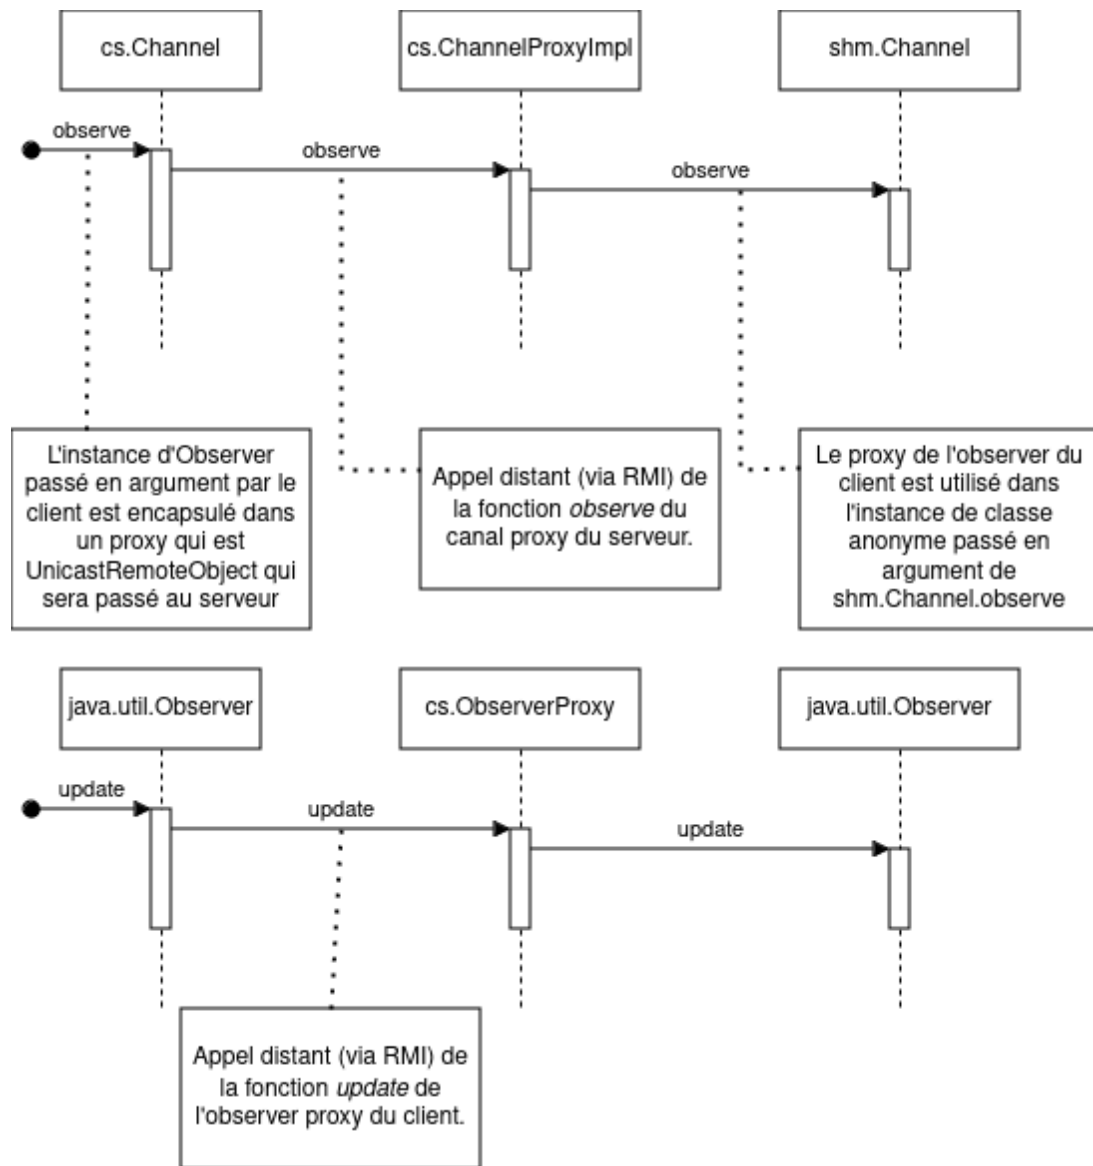 cs.Channel
cs.ChannelProxyImpl
shm.Channel
observe
observe
observe
L'instance d'Observer
passé en argument par le
client est encapsulé dans
un proxy qui est
UnicastRemoteObject qui
sera passé au serveur
Appel distant (via RMI) de
la fonction observe du
canal proxy du serveur.
Le proxy de l'observer du
client est utilisé dans
l'instance de classe
anonyme passé en
argument de
shm.Channel.observe
java.util.Observer
cs.ObserverProxy
java.util.Observer
update
update
update
Appel distant (via RMI) de
la fonction update de
l'observer proxy du client.